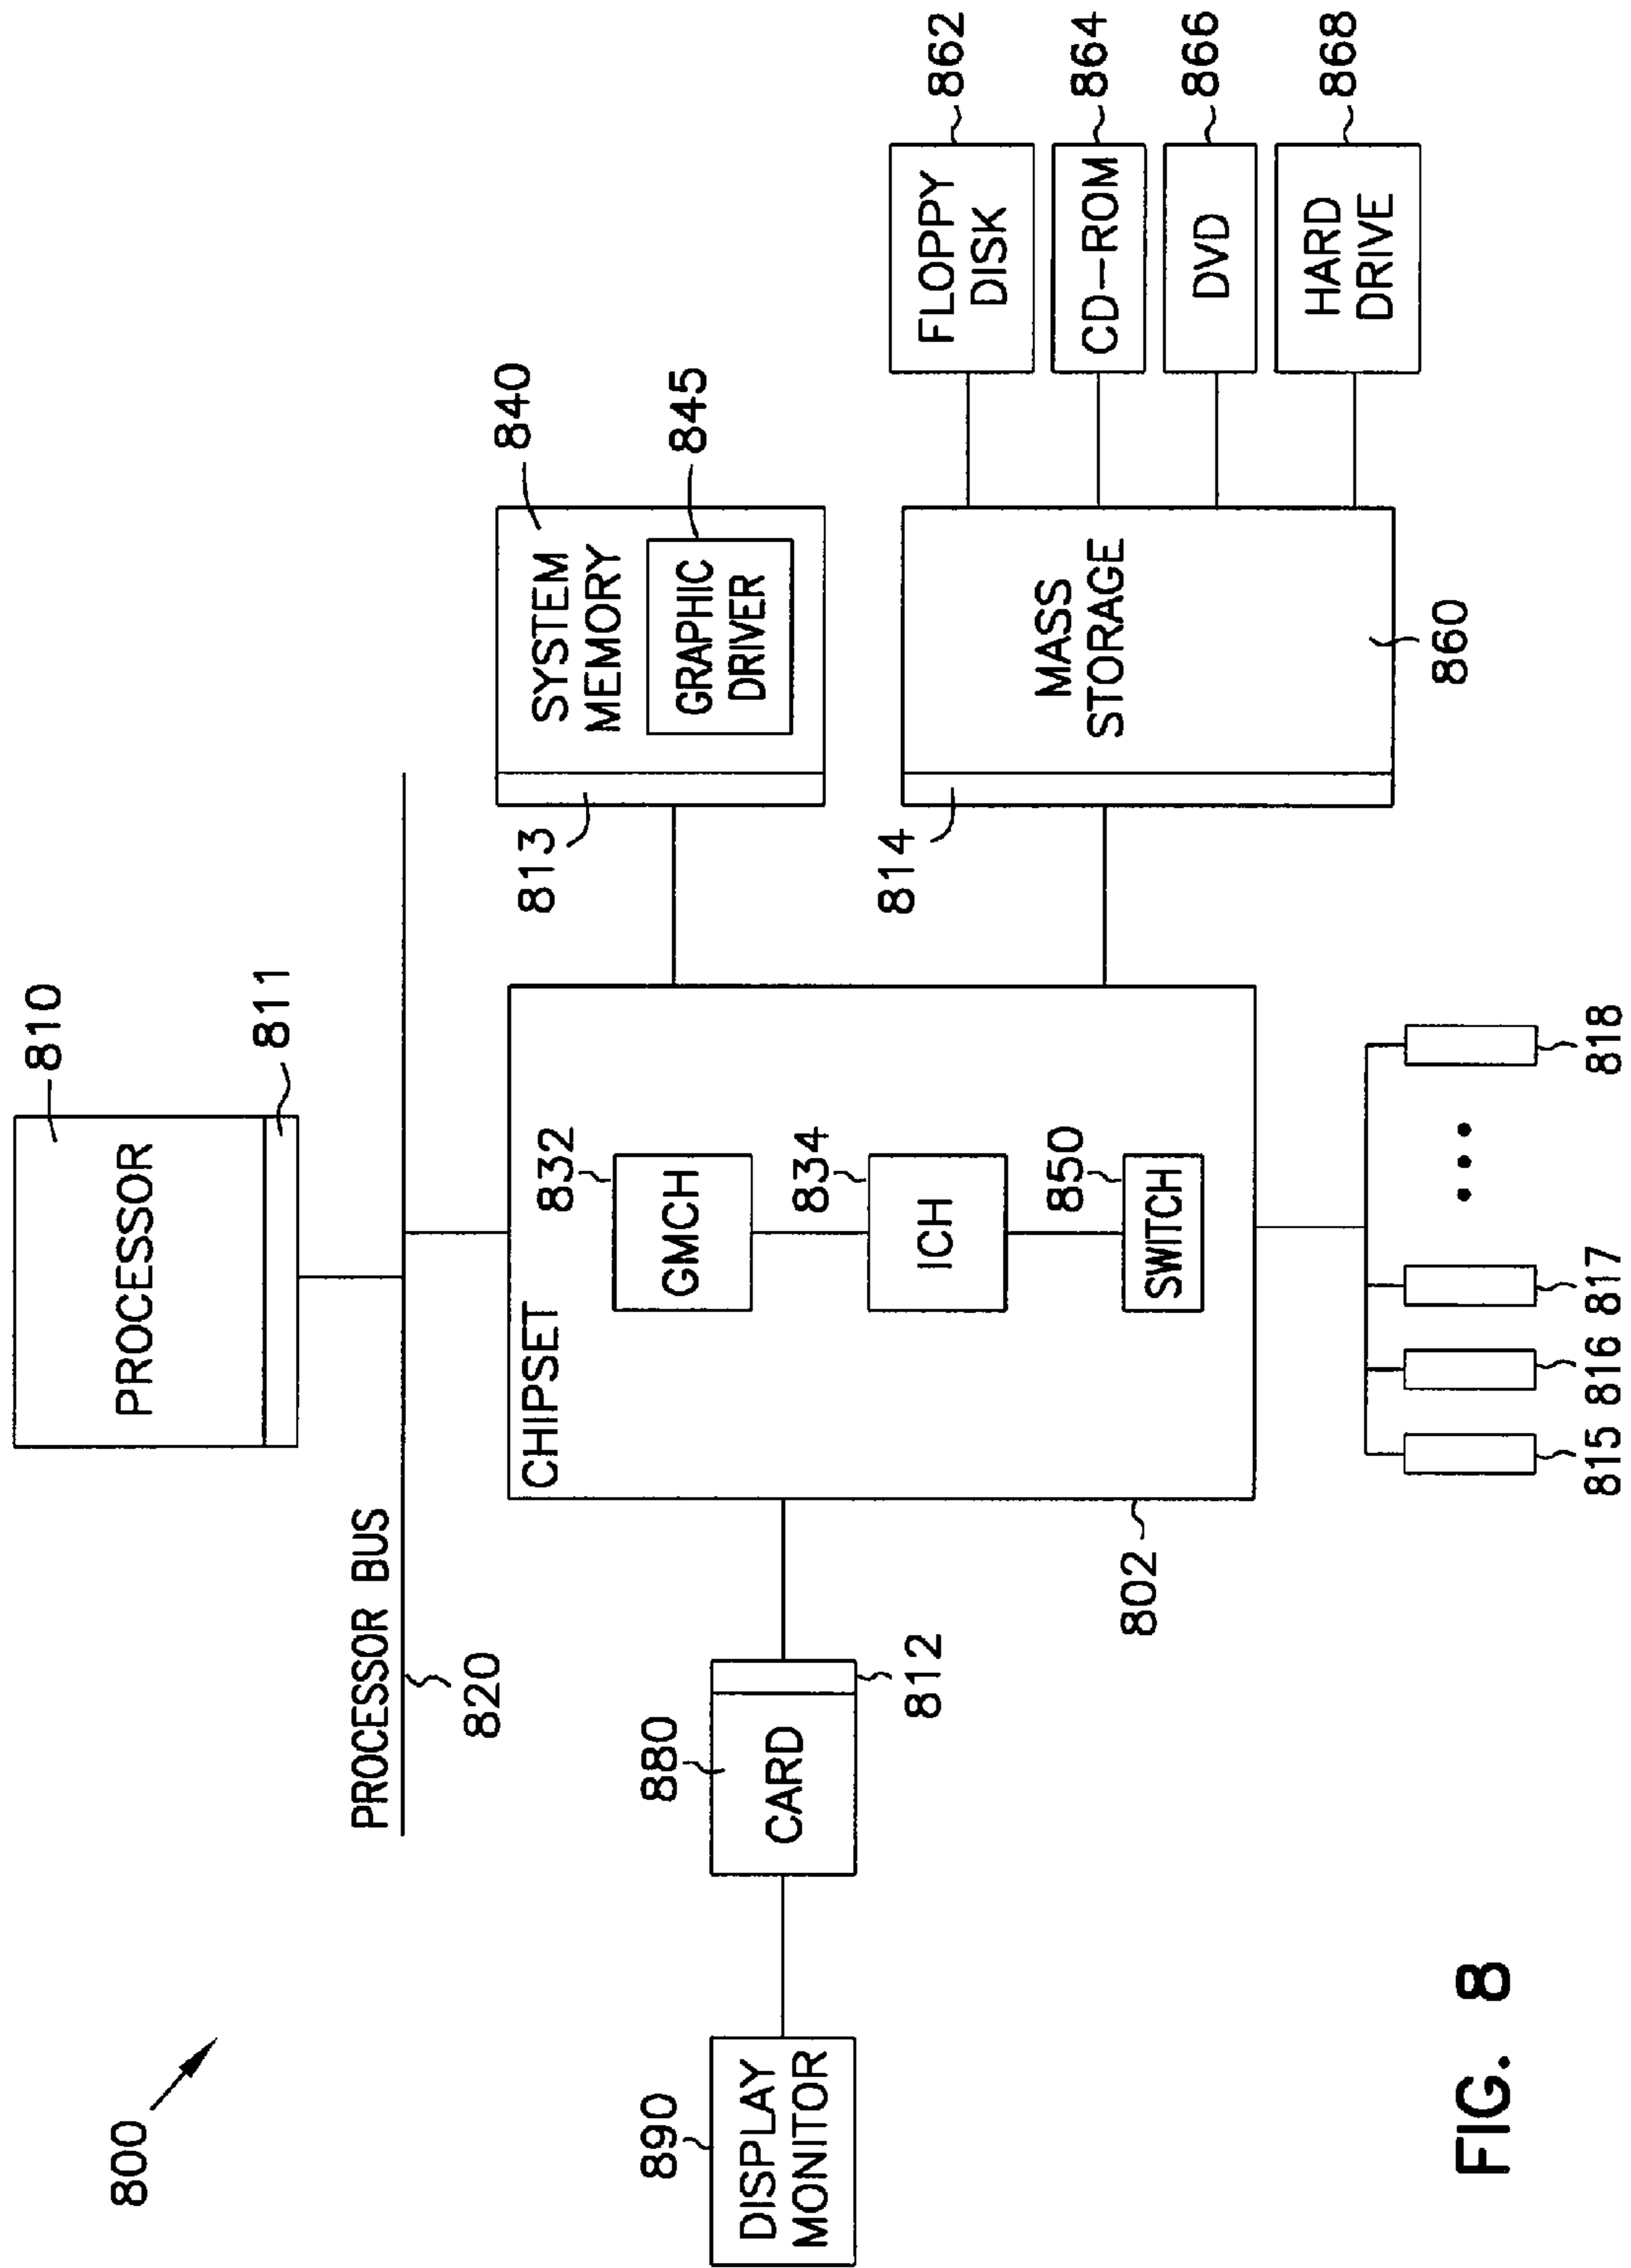 800
PROCESSOR
810
811
PROCESSOR BUS
820
CHIPSET
802
GMCH
832
ICH
834
SWITCH
850
SYSTEM
MEMORY
840
GRAPHIC
DRIVER
845
813
MASS
STORAGE
860
814
FLOPPY
DISK
862
CD-ROM
864
DVD
866
HARD
DRIVE
868
DISPLAY
MONITOR
890
CARD
880
812
815
816
817
818
FIG. 8